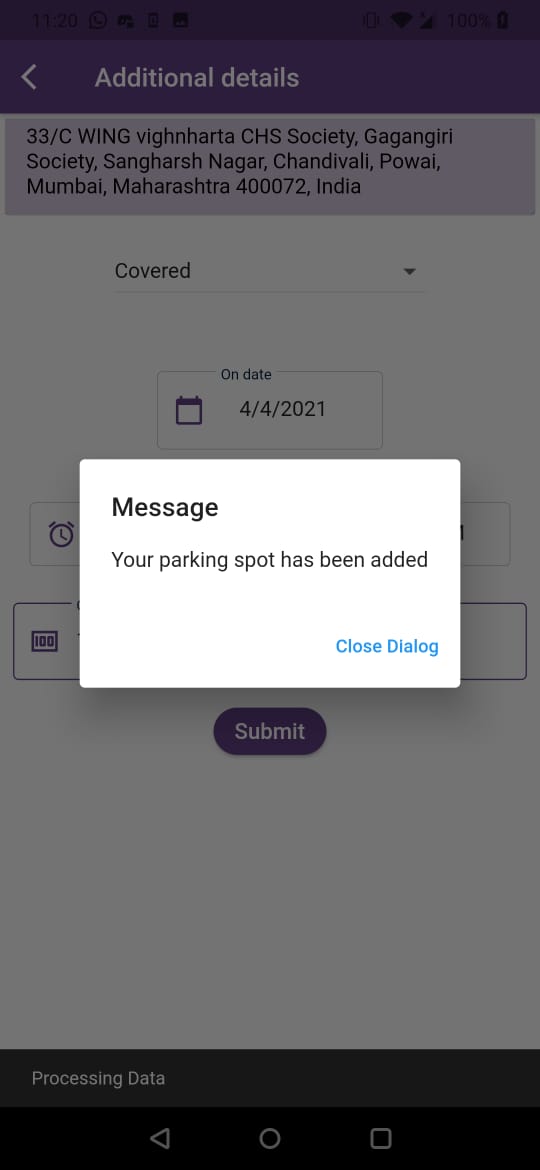 11:20 100%
Additional details
33/C WING vighnharta CHS Society, Gagangiri
Society, Sangharsh Nagar, Chandivali, Powai,
Mumbai, Maharashtra 400072, India
Covered
On date
4/4/2021
Message
Your parking spot has been added
Close Dialog
100
Submit
Processing Data